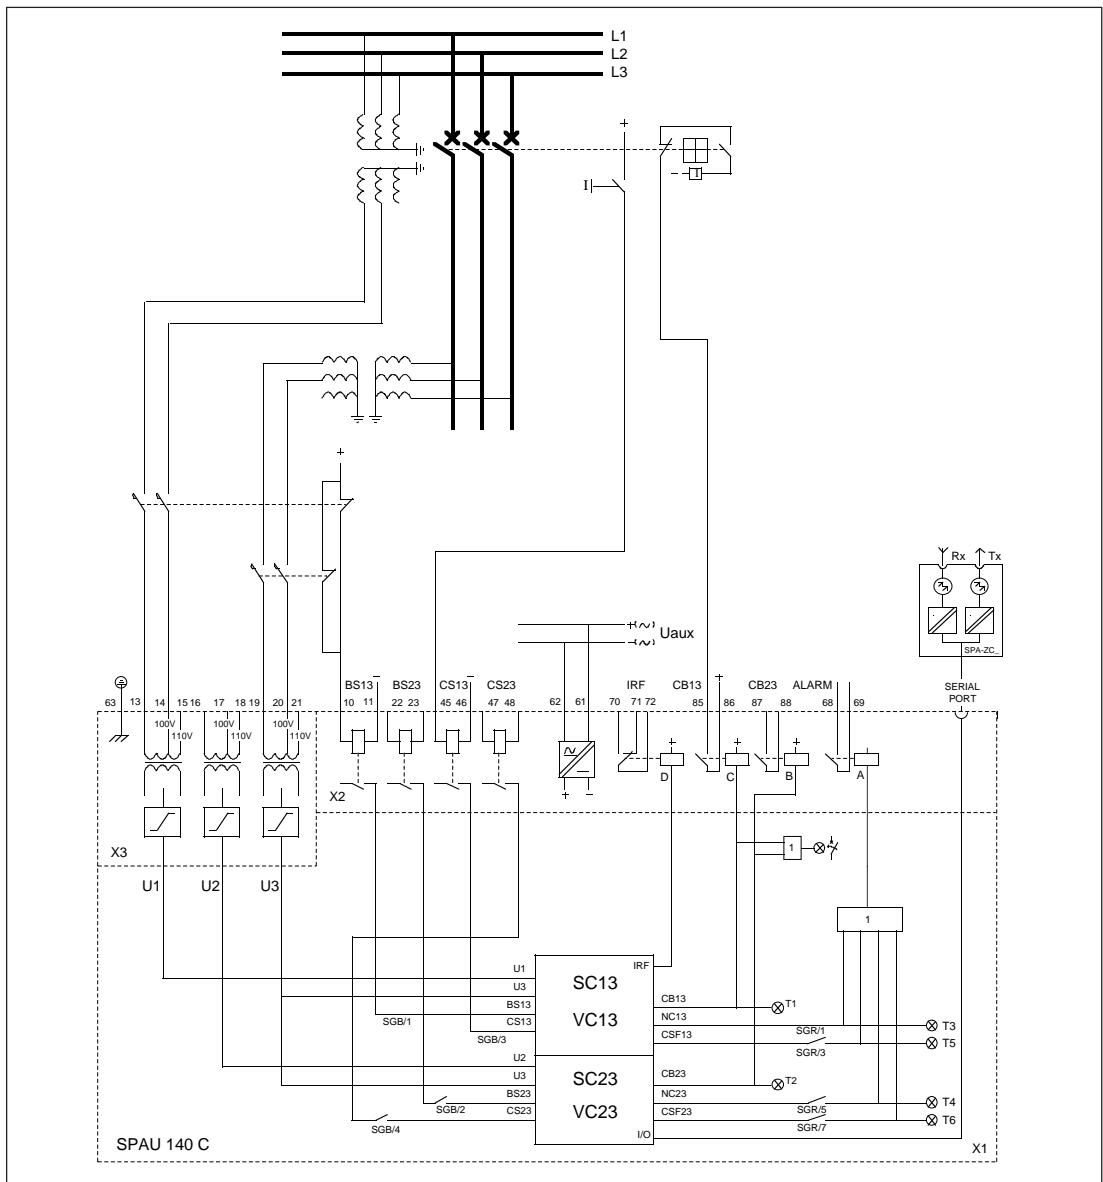 L1
L2
L3
+
I
I
+
Rx Tx
SPA-ZC_
+(~)
-(~)
Uaux
BS13 - BS23 CS13 - CS23 IRF CB13 + CB23 ALARM SERIAL PORT
63 13 14 15 16 17 18 19 20 21 10 11 22 23 45 46 47 48 62 61 70 71 72 85 86 87 88 68 69
100V 100V 100V
110V 110V 110V
~
+ -
+ + +
D C B A
X2
X3
1
U1 U2 U3
1
U1 IRF
SC13
U3
BS13 CB13 T1
SGB/1 VC13
CS13 NC13 T3
SGB/3 CSF13 SGR/1 T5
SGR/3
U2
U3 SC23 CB23 T2
BS23 NC23 T4
SGB/2 VC23 SGR/5
CS23 CSF23 T6
SGB/4 SGR/7
I/O
SPAU 140 C X1